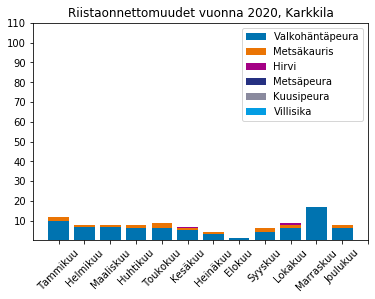 Riistaonnettomuudet vuonna 2020, Karkkila
110
100
90
80
70
60
50
40
30
20
10
Valkohäntäpeura
Metsäkauris
Hirvi
Metsäpeura
Kuusipeura
Villisika
Tammikuu
Helmikuu
Maaliskuu
Huhtikuu
Toukokuu
Kesäkuu
Heinäkuu
Elokuu
Syyskuu
Lokakuu
Marraskuu
Joulukuu